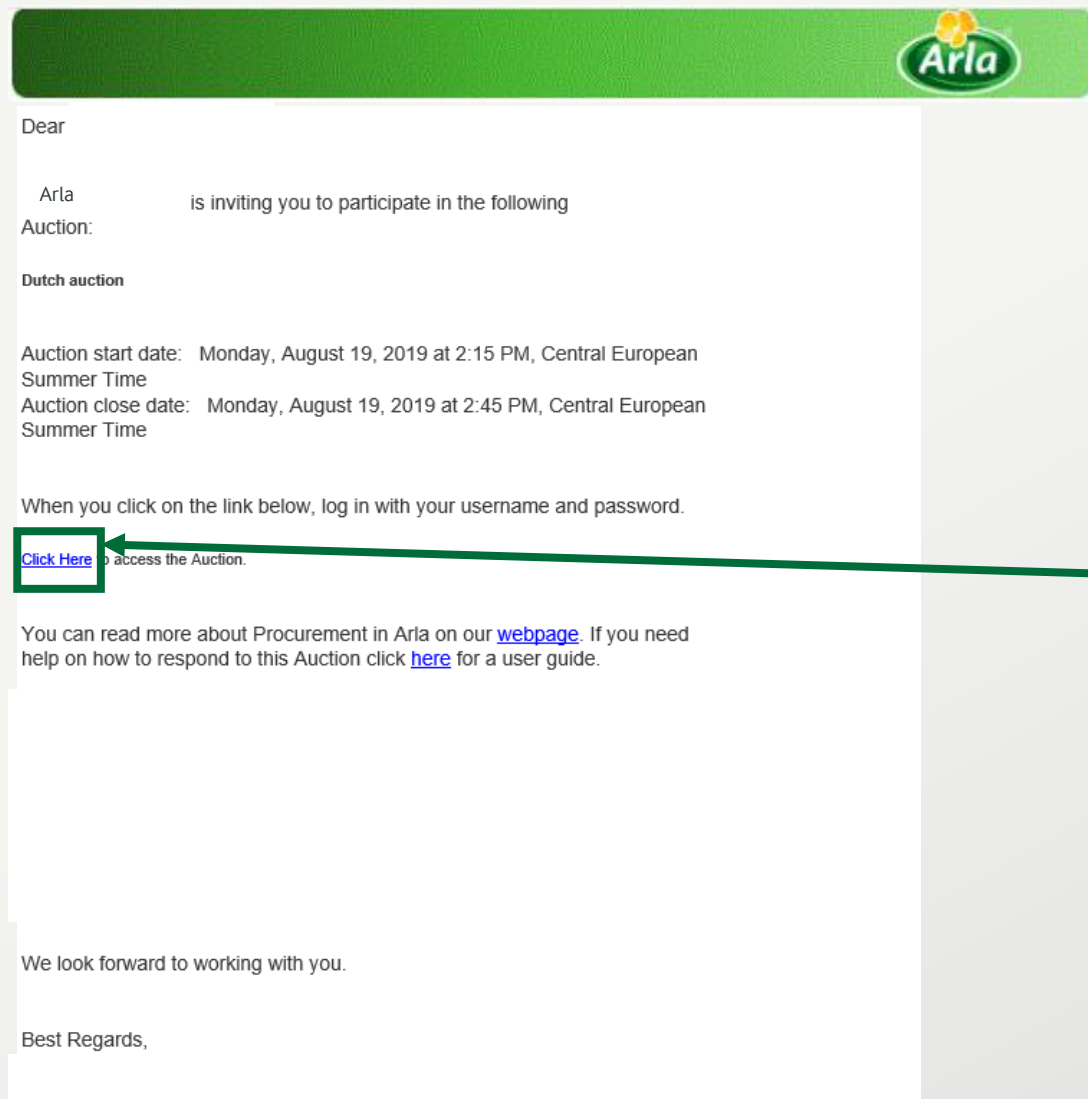 Arla
Dear
Arla is inviting you to participate in the following
Auction:
Dutch auction
Auction start date: Monday, August 19, 2019 at 2:15 PM, Central European
Summer Time
Auction close date: Monday, August 19, 2019 at 2:45 PM, Central European
Summer Time
When you click on the link below, log in with your username and password.
Click Here to access the Auction.
You can read more about Procurement in Arla on our webpage. If you need
help on how to respond to this Auction click here for a user guide.
We look forward to working with you.
Best Regards,